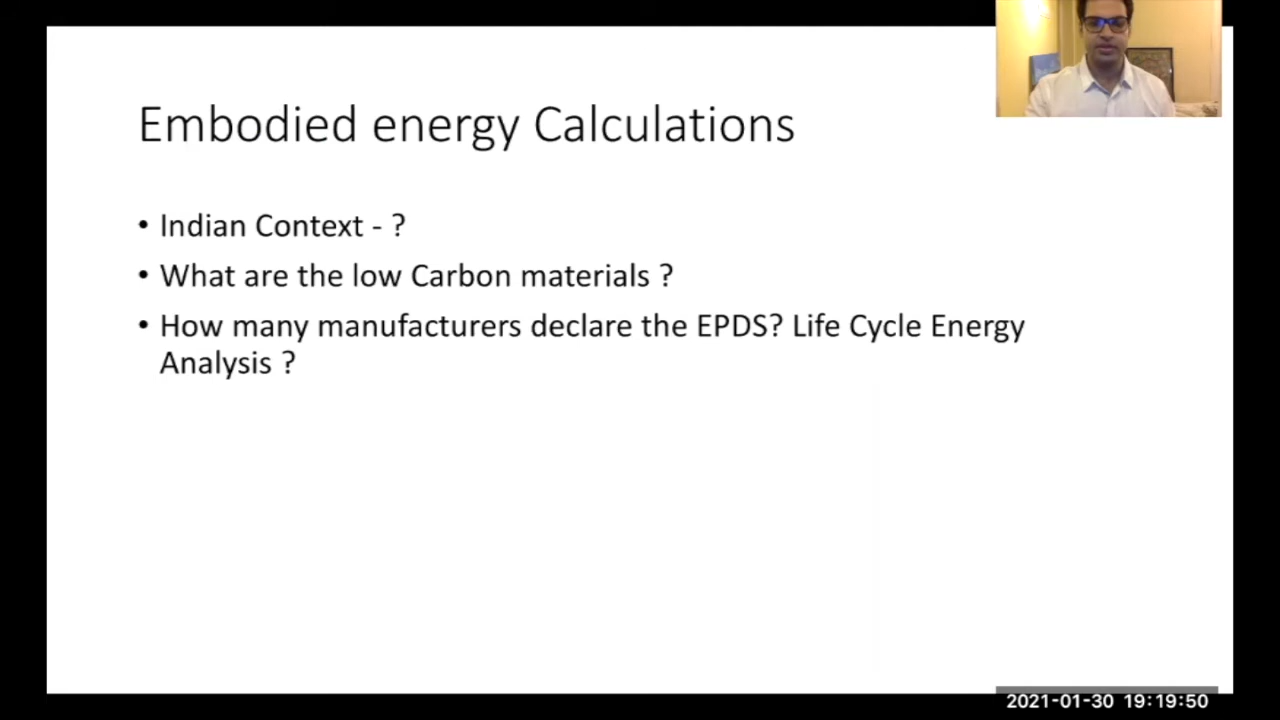 Embodied energy Calculations
• Indian Context - ?
• What are the low Carbon materials ?
• How many manufacturers declare the EPDS? Life Cycle Energy
Analysis ?
2021-01-30 19:19:50